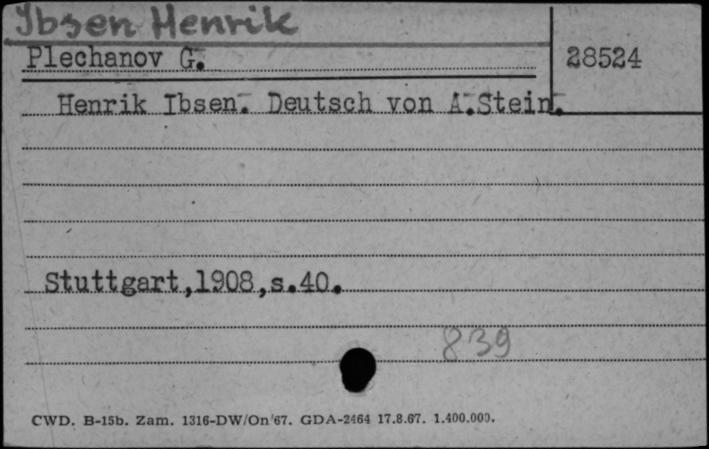 Ibsen Henrik
Plechanov G.
28524
Henrik Ibsen. Deutsch von A.Stein.
Stuttgart,1908,s.40.
839
CWD. B-15b. Zam. 1316-DW/On/67. GDA-2464 17.8.67. 1.400.000.